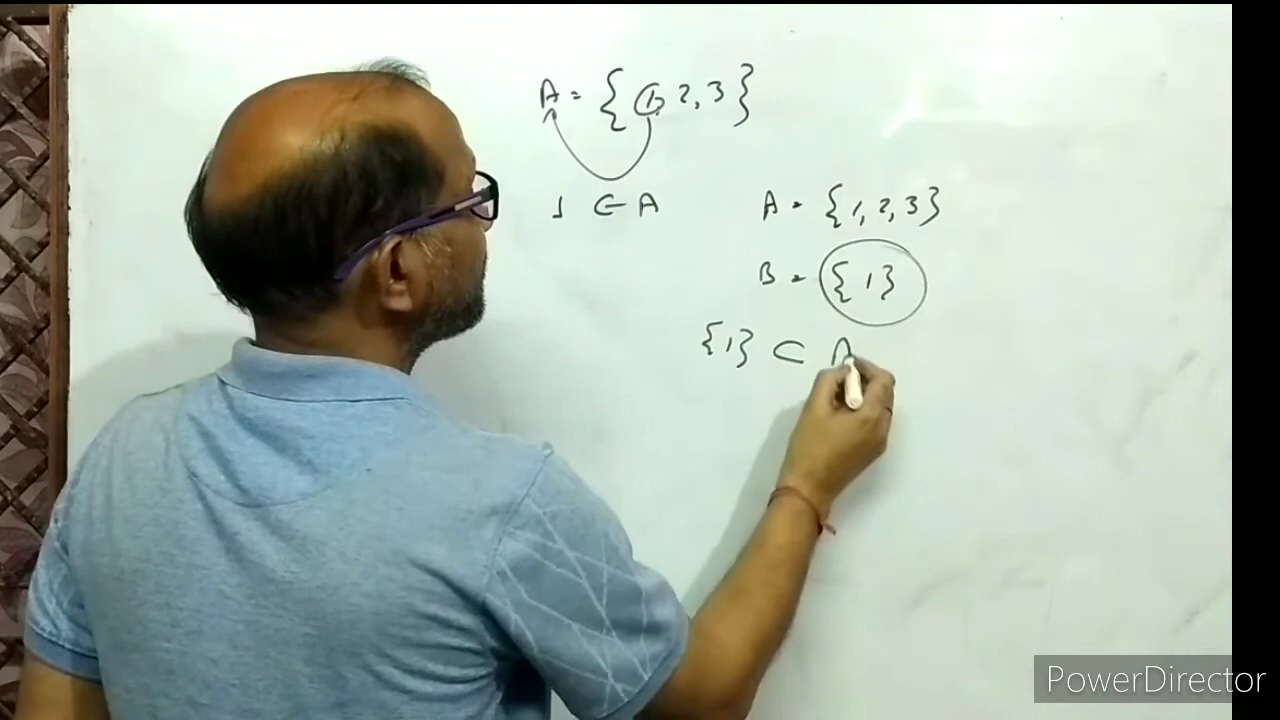 A = { 1, 2, 3 }
1 ∈ A
A = { 1, 2, 3 }
B = { 1 }
{ 1 } ⊂ A
PowerDirector